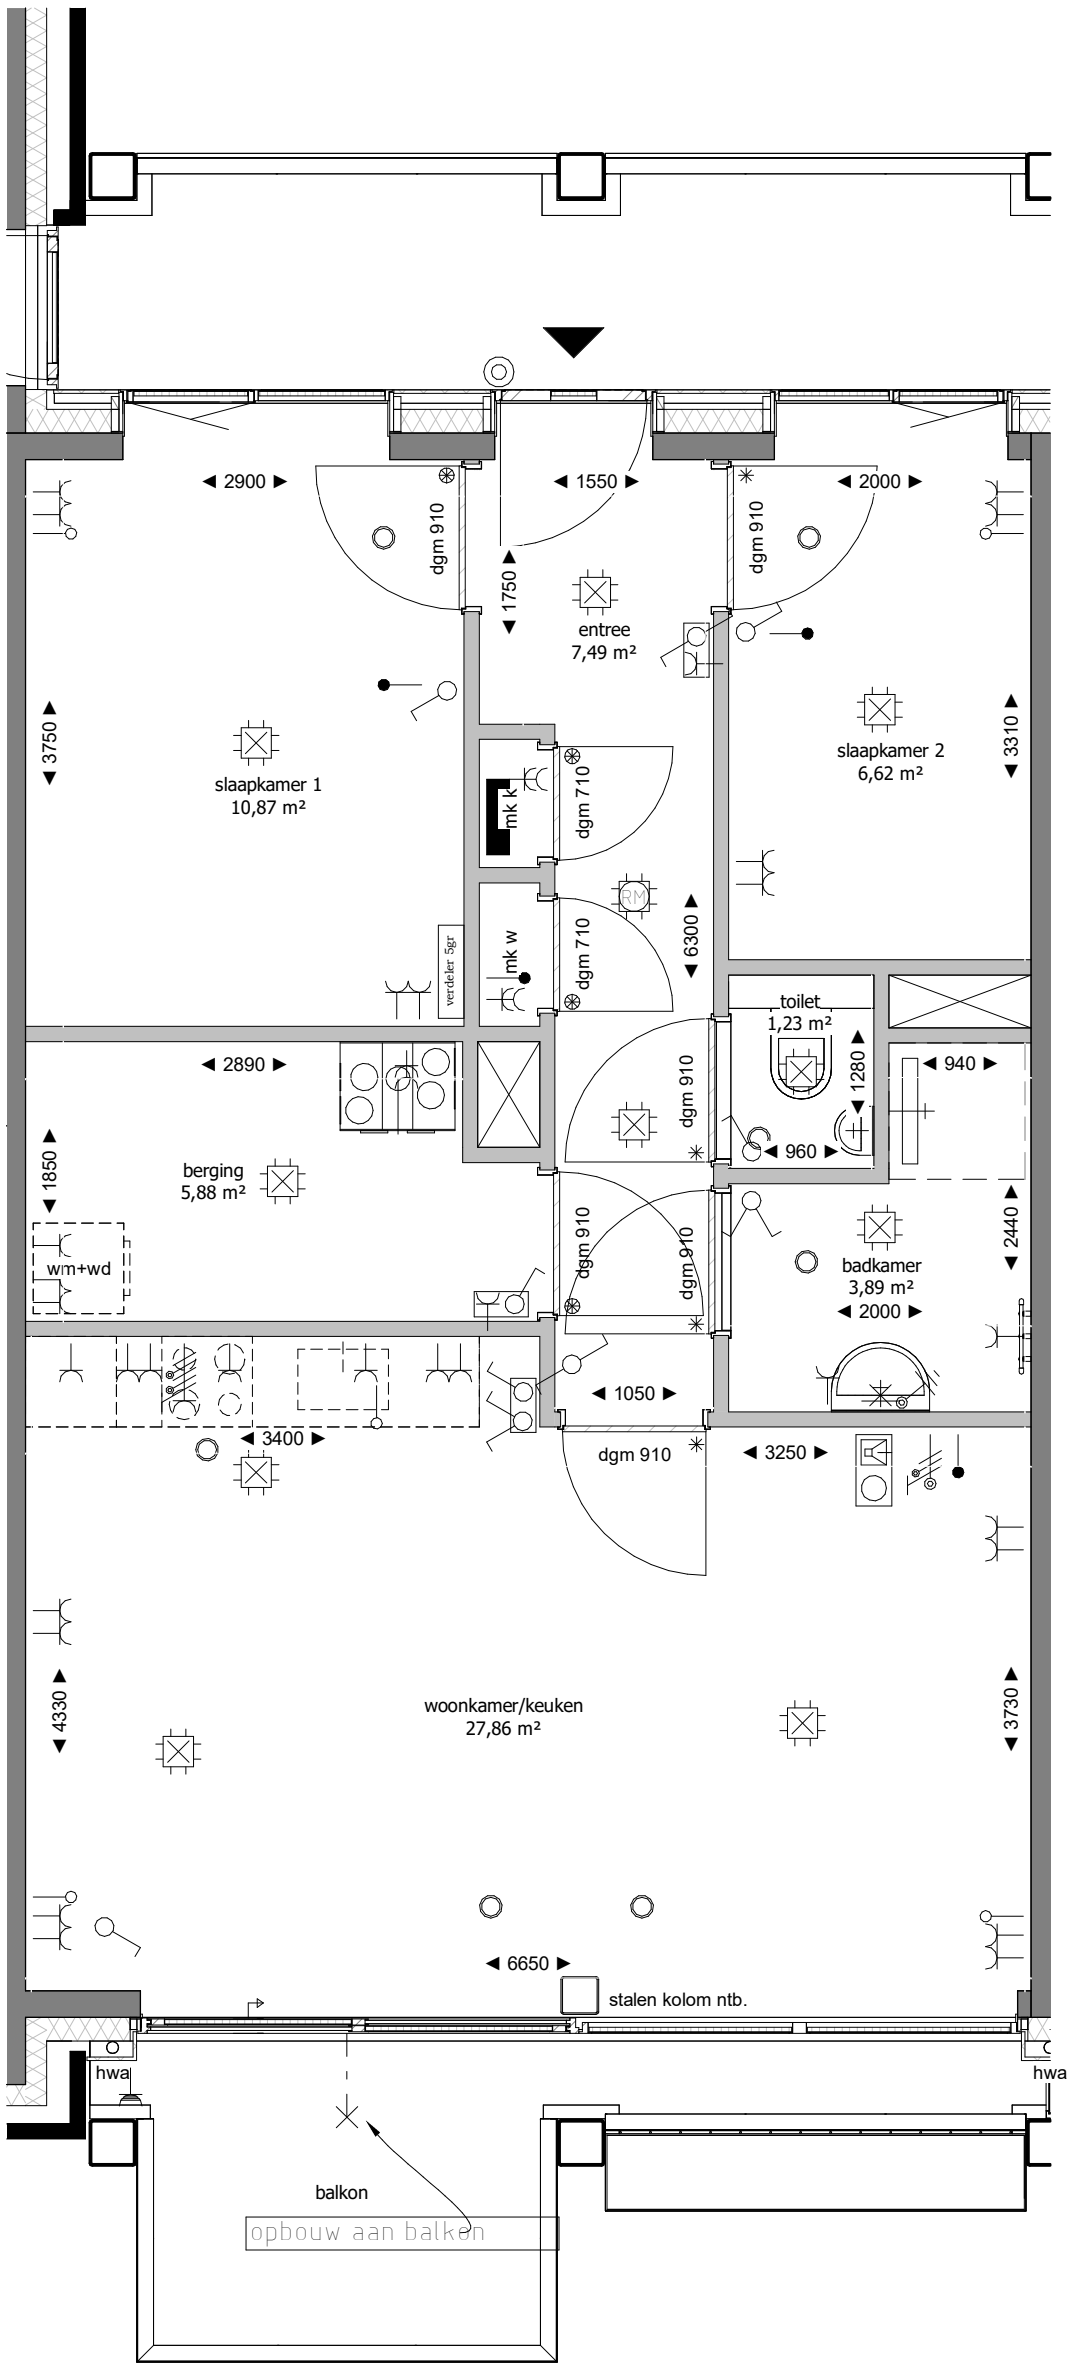 2900
1550
2000
dgm 910
dgm 910
1750
entree
7,49 m²
3750
slaapkamer 1
10,87 m²
slaapkamer 2
6,62 m²
3310
mk k
dgm 710
RM
6300
verdeler 5gr
mk w
dgm 710
toilet
1,23 m²
1280
960
940
2890
dgm 910
1850
berging
5,88 m²
wm+wd
dgm 910
dgm 910
2440
badkamer
3,89 m²
2000
1050
3400
dgm 910
3250
4330
woonkamer/keuken
27,86 m²
3730
6650
stalen kolom ntb.
hwa
hwa
balkon
opbouw aan balkon